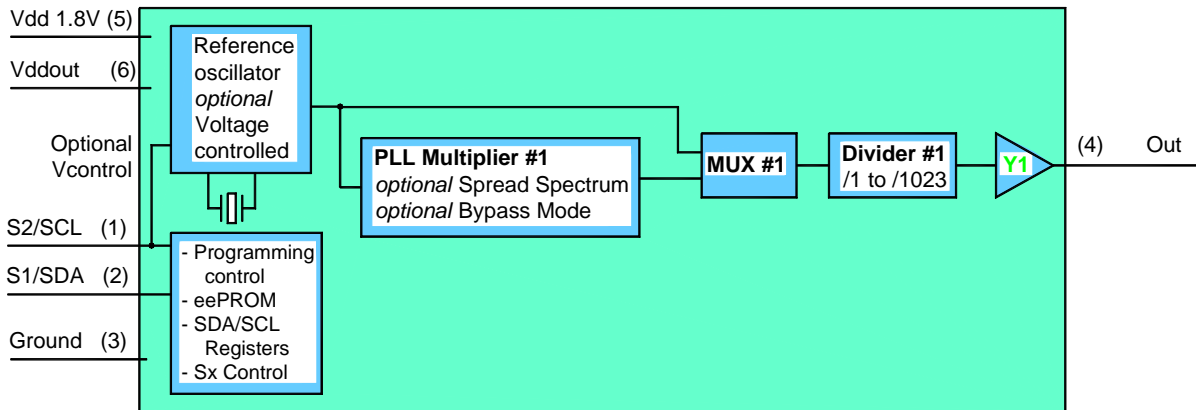 Vdd 1.8V (5)
Vddout (6)
Optional
Vcontrol
S2/SCL (1)
S1/SDA (2)
Ground (3)
Reference
oscillator
optional
Voltage
controlled
- Programming
control
- eePROM
- SDA/SCL
Registers
- Sx Control
PLL Multiplier #1
optional Spread Spectrum
optional Bypass Mode
MUX #1
Divider #1
/1 to /1023
Y1
(4) Out